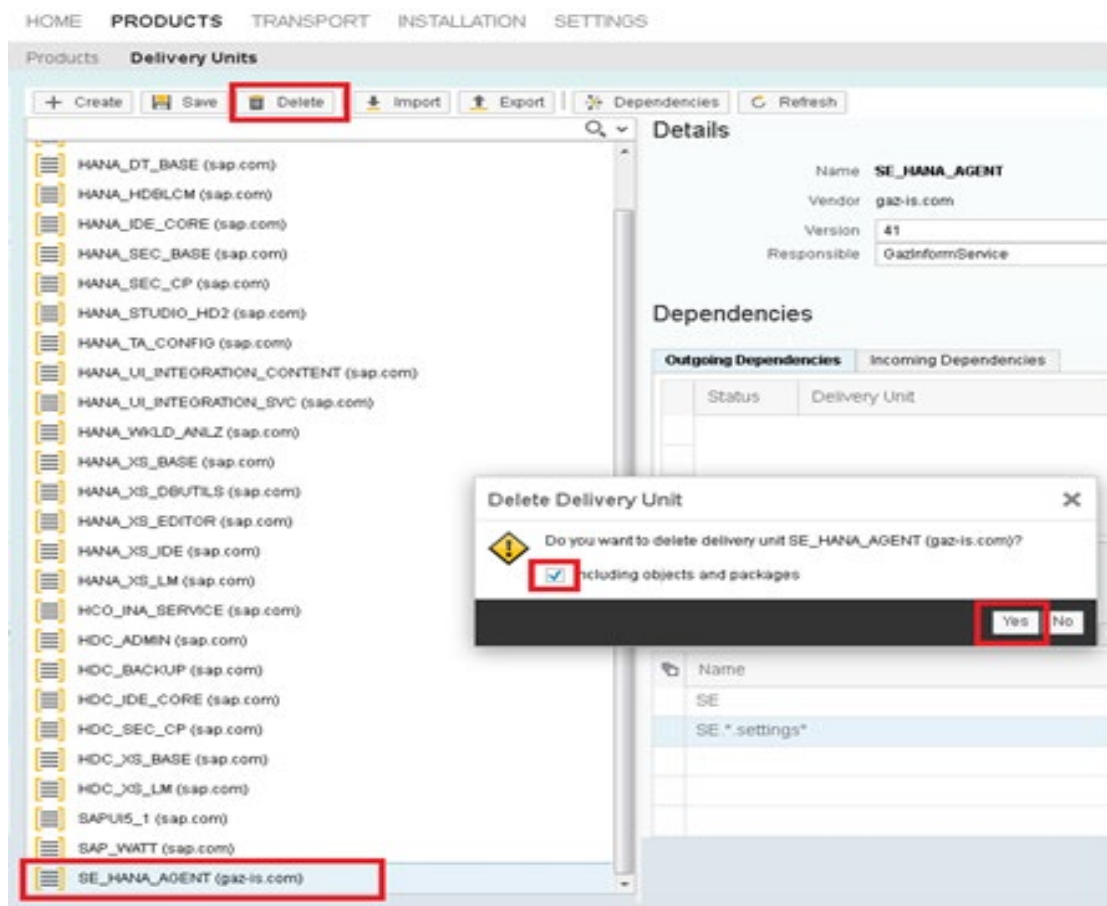 HOME PRODUCTS TRANSPORT INSTALLATION SETTINGS
Products Delivery Units
+ Create Save Delete Import Export Dependencies Refresh
Details
Name SE_HANA_AGENT
Vendor gaz-is.com
Version 41
Responsible GazInformService
Dependencies
Outgoing Dependencies Incoming Dependencies
Status Delivery Unit
HANA_DT_BASE (sap.com)
HANA_HDBLCM (sap.com)
HANA_IDE_CORE (sap.com)
HANA_SEC_BASE (sap.com)
HANA_SEC_CP (sap.com)
HANA_STUDIO_HD2 (sap.com)
HANA_TA_CONFIG (sap.com)
HANA_UI_INTEGRATION_CONTENT (sap.com)
HANA_UI_INTEGRATION_SVC (sap.com)
HANA_WKLD_ANLZ (sap.com)
HANA_XS_BASE (sap.com)
HANA_XS_DBUTILS (sap.com)
HANA_XS_EDITOR (sap.com)
HANA_XS_IDE (sap.com)
HANA_XS_LM (sap.com)
HCO_INA_SERVICE (sap.com)
HDC_ADMIN (sap.com)
HDC_BACKUP (sap.com)
HDC_IDE_CORE (sap.com)
HDC_SEC_CP (sap.com)
HDC_XS_BASE (sap.com)
HDC_XS_LM (sap.com)
SAPUI5_1 (sap.com)
SAP_WATT (sap.com)
SE_HANA_AGENT (gaz-is.com)
Delete Delivery Unit
Do you want to delete delivery unit SE_HANA_AGENT (gaz-is.com)?
Including objects and packages
Yes No
Name
SE
SE.*.settings*